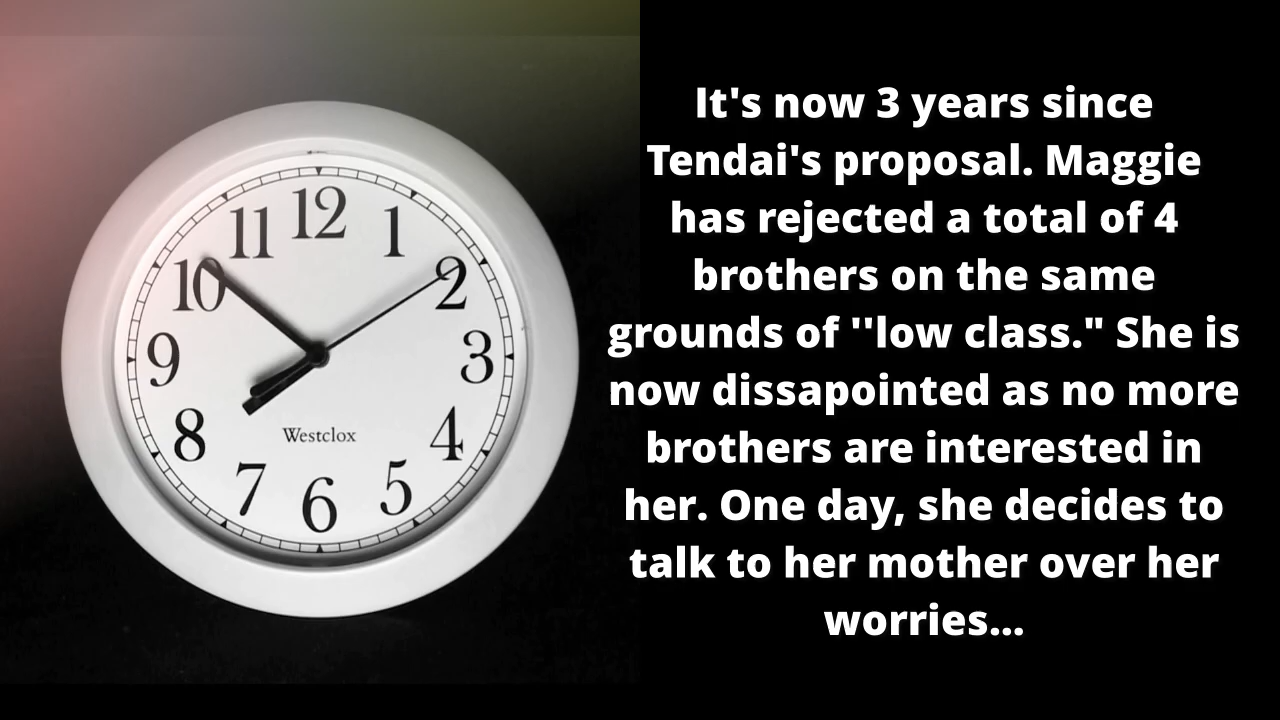 12
11
1
10
2
9
3
8
4
7
5
6
Westclox
It's now 3 years since
Tendai's proposal. Maggie
has rejected a total of 4
brothers on the same
grounds of ''low class." She is
now dissapointed as no more
brothers are interested in
her. One day, she decides to
talk to her mother over her
worries...